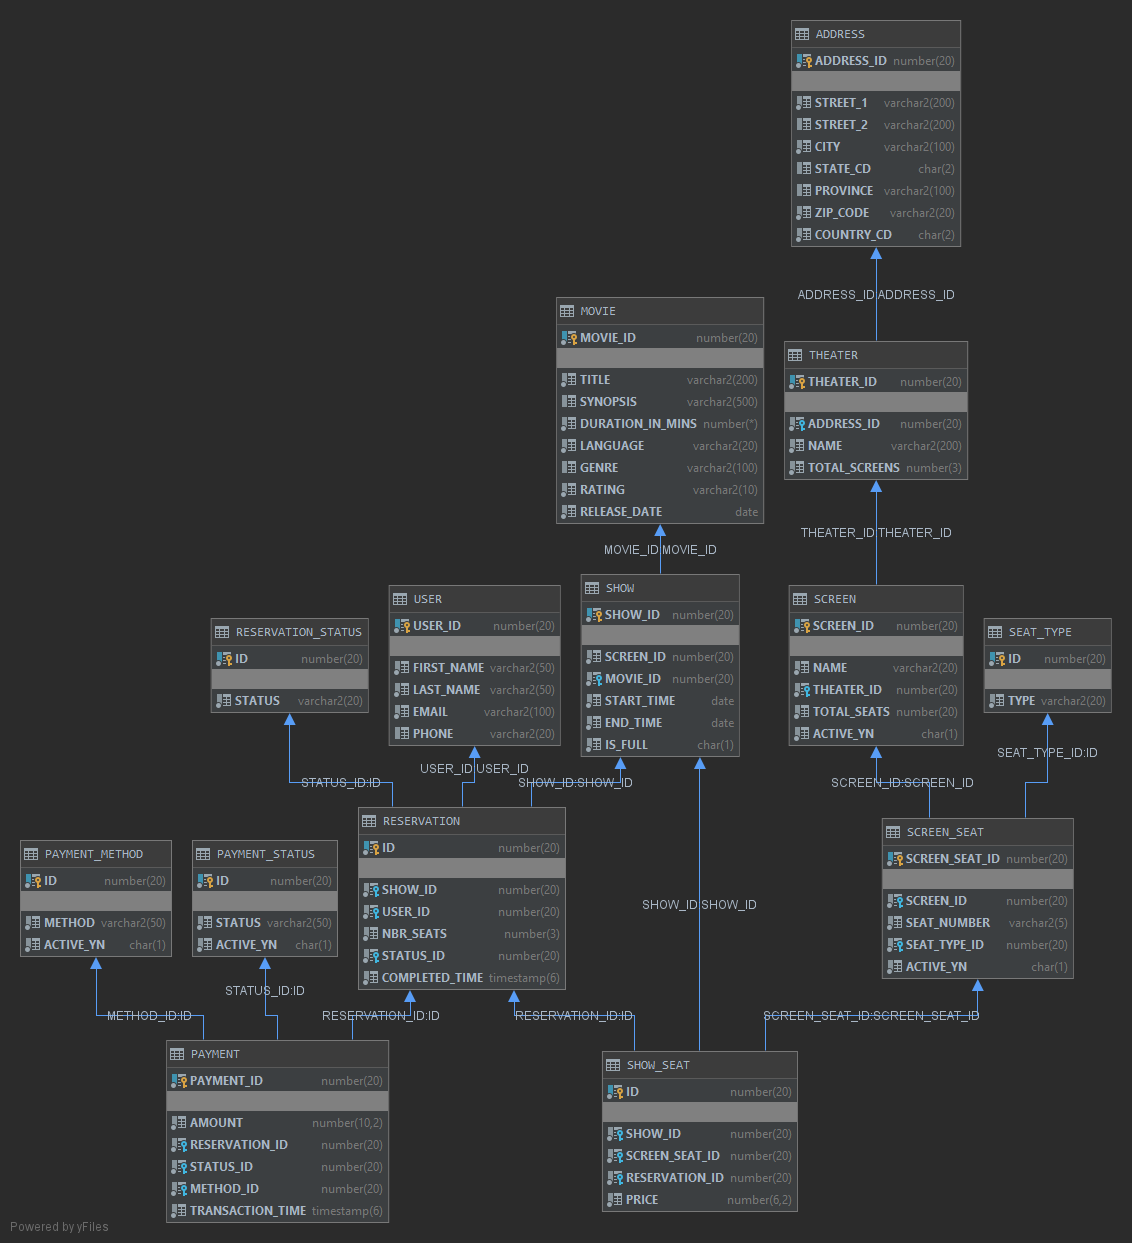 ADDRESS
ADDRESS_ID number(20)
STREET_1 varchar2(200)
STREET_2 varchar2(200)
CITY varchar2(100)
STATE_CD char(2)
PROVINCE varchar2(100)
ZIP_CODE varchar2(20)
COUNTRY_CD char(2)
ADDRESS_ID:ADDRESS_ID
MOVIE
MOVIE_ID number(20)
TITLE varchar2(200)
SYNOPSIS varchar2(500)
DURATION_IN_MINS number(*)
LANGUAGE varchar2(20)
GENRE varchar2(100)
RATING varchar2(10)
RELEASE_DATE date
THEATER
THEATER_ID number(20)
ADDRESS_ID number(20)
NAME varchar2(200)
TOTAL_SCREENS number(3)
THEATER_ID:THEATER_ID
MOVIE_ID:MOVIE_ID
RESERVATION_STATUS
ID number(20)
STATUS varchar2(20)
USER
USER_ID number(20)
FIRST_NAME varchar2(50)
LAST_NAME varchar2(50)
EMAIL varchar2(100)
PHONE varchar2(20)
SHOW
SHOW_ID number(20)
SCREEN_ID number(20)
MOVIE_ID number(20)
START_TIME date
END_TIME date
IS_FULL char(1)
SCREEN
SCREEN_ID number(20)
NAME varchar2(20)
THEATER_ID number(20)
TOTAL_SEATS number(20)
ACTIVE_YN char(1)
SEAT_TYPE
ID number(20)
TYPE varchar2(20)
SEAT_TYPE_ID:ID
USER_ID:USER_ID
STATUS_ID:ID
SHOW_ID:SHOW_ID
SCREEN_ID:SCREEN_ID
PAYMENT_METHOD
ID number(20)
METHOD varchar2(50)
ACTIVE_YN char(1)
PAYMENT_STATUS
ID number(20)
STATUS varchar2(50)
ACTIVE_YN char(1)
RESERVATION
ID number(20)
SHOW_ID number(20)
USER_ID number(20)
NBR_SEATS number(3)
STATUS_ID number(20)
COMPLETED_TIME timestamp(6)
SHOW_ID:SHOW_ID
SCREEN_SEAT
SCREEN_SEAT_ID number(20)
SCREEN_ID number(20)
SEAT_NUMBER varchar2(5)
SEAT_TYPE_ID number(20)
ACTIVE_YN char(1)
STATUS_ID:ID
METHOD_ID:ID
RESERVATION_ID:ID
RESERVATION_ID:ID
SCREEN_SEAT_ID:SCREEN_SEAT_ID
PAYMENT
PAYMENT_ID number(20)
AMOUNT number(10,2)
RESERVATION_ID number(20)
STATUS_ID number(20)
METHOD_ID number(20)
TRANSACTION_TIME timestamp(6)
SHOW_SEAT
ID number(20)
SHOW_ID number(20)
SCREEN_SEAT_ID number(20)
RESERVATION_ID number(20)
PRICE number(6,2)
Powered by yFiles